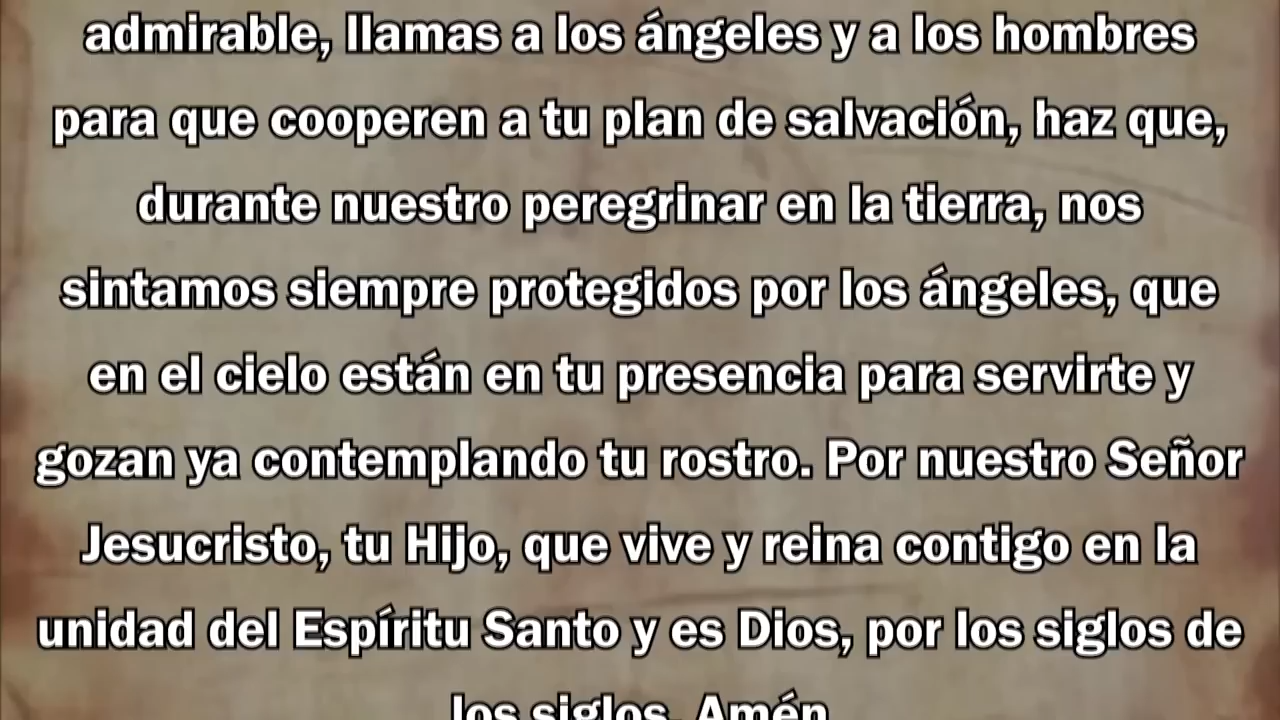 admirable, llamas a los ángeles y a los hombres
para que cooperen a tu plan de salvación, haz que,
durante nuestro peregrinar en la tierra, nos
sintamos siempre protegidos por los ángeles, que
en el cielo están en tu presencia para servirte y
gozan ya contemplando tu rostro. Por nuestro Señor
Jesucristo, tu Hijo, que vive y reina contigo en la
unidad del Espíritu Santo y es Dios, por los siglos de
los siglos. Amén